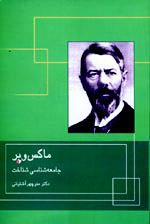 ماکس وبر
جامعه‌شناسی شناخت
دکتر منوچهر آشتیانی